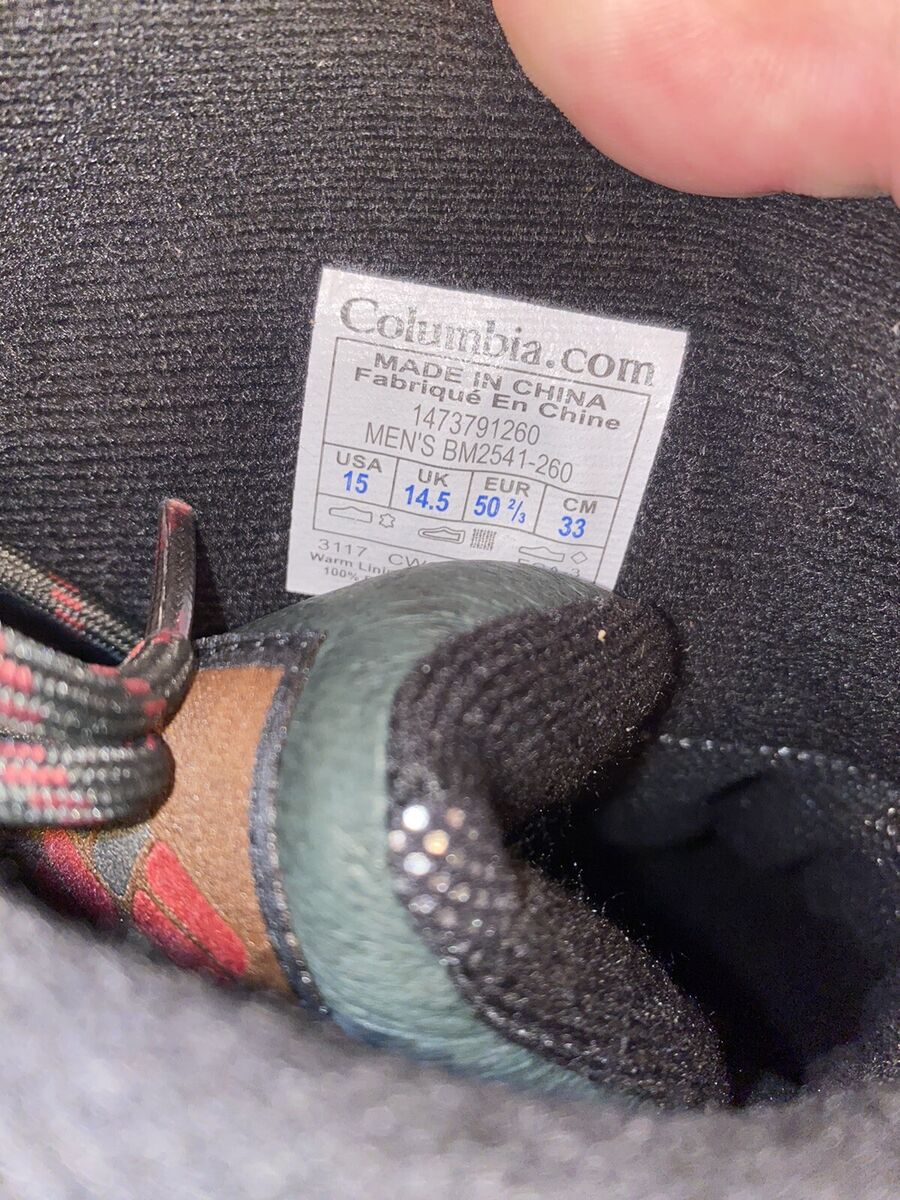 Columbia.com
MADE IN CHINA
Fabriqué En Chine
1473791260
MEN'S BM2541-260
USA UK EUR CM
15 14.5 50 2/3 33
3117 CW
Warm
100%